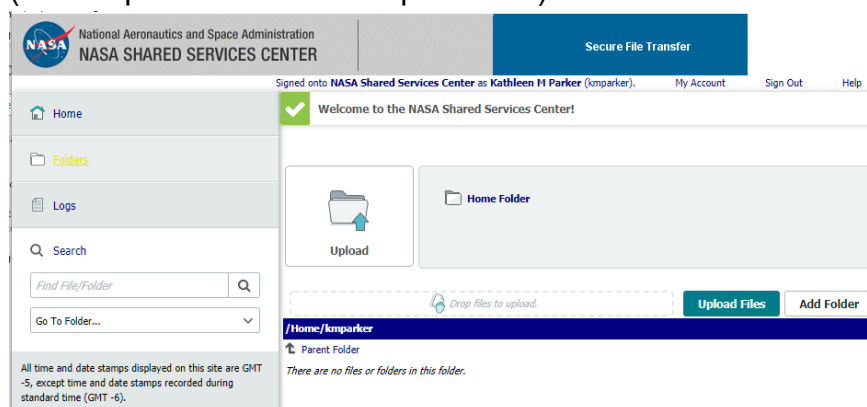 NASA
National Aeronautics and Space Administration
NASA SHARED SERVICES CENTER
Secure File Transfer
Signed onto NASA Shared Services Center as Kathleen M Parker (kmparker). My Account Sign Out Help
Home
Welcome to the NASA Shared Services Center!
Folders
Home Folder
Logs
Upload
Search
Find File/Folder
Go To Folder...
Drop files to upload.
Upload Files
Add Folder
/Home/kmparker
Parent Folder
There are no files or folders in this folder.
All time and date stamps displayed on this site are GMT
-5, except time and date stamps recorded during
standard time (GMT -6).